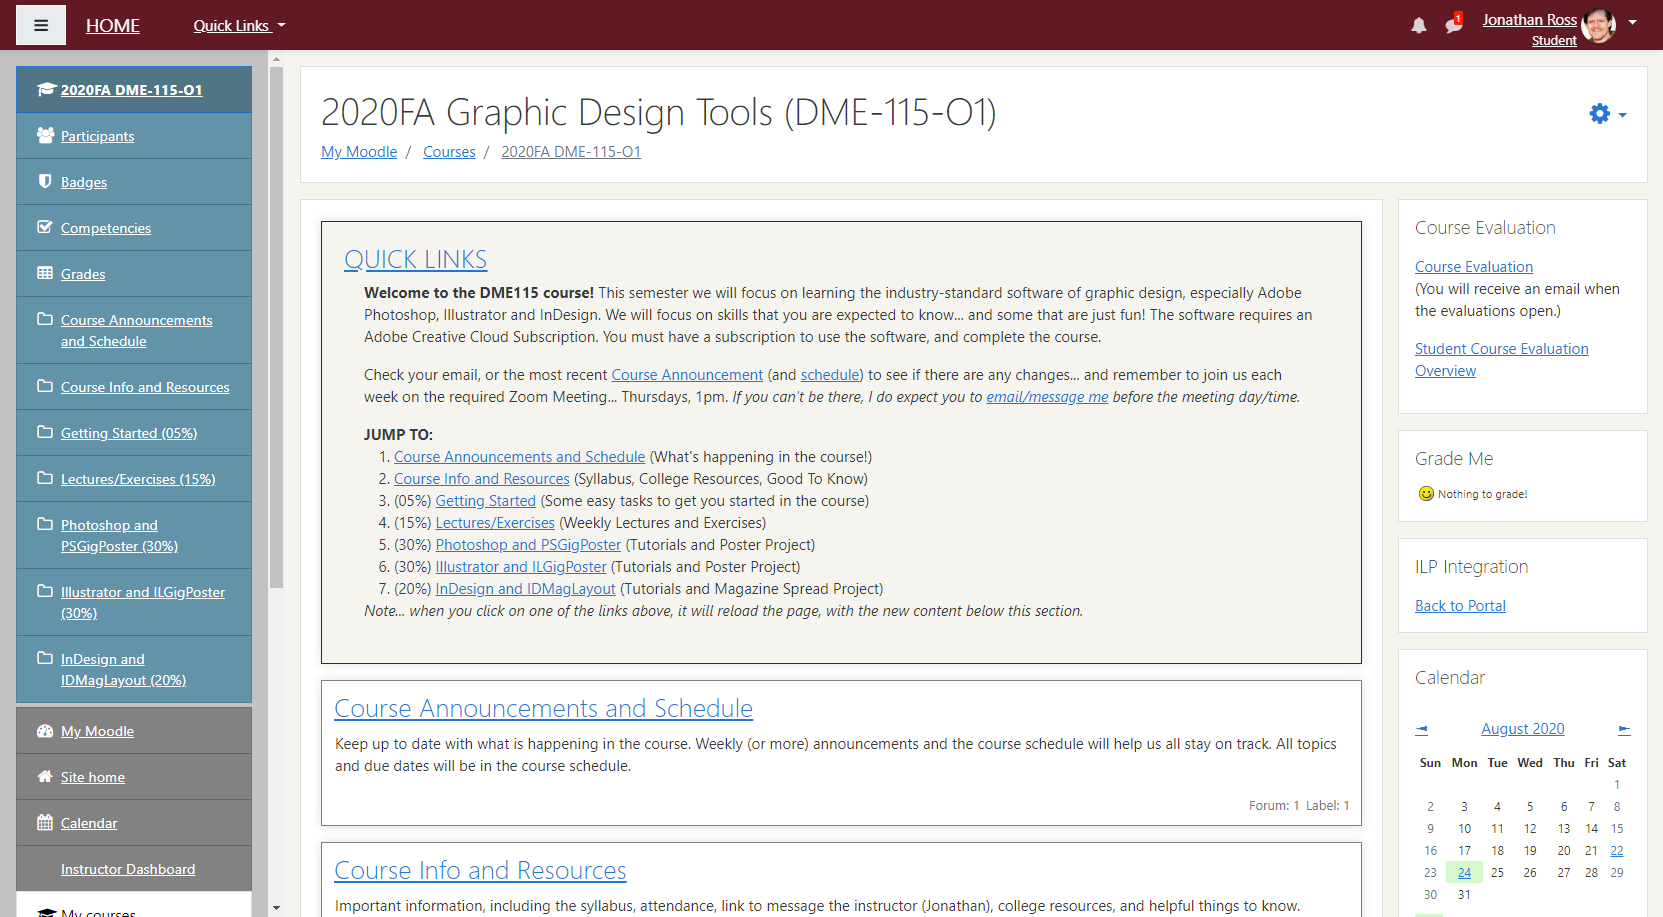 HOME
Quick Links
1
Jonathan Ross
Student
2020FA DME-115-O1
Participants
Badges
Competencies
Grades
Course Announcements
and Schedule
Course Info and Resources
Getting Started (05%)
Lectures/Exercises (15%)
Photoshop and
PSGigPoster (30%)
Illustrator and ILGigPoster
(30%)
InDesign and
IDMagLayout (20%)
My Moodle
Site home
Calendar
Instructor Dashboard
My courses
2020FA Graphic Design Tools (DME-115-O1)
My Moodle / Courses / 2020FA DME-115-O1
QUICK LINKS
Welcome to the DME115 course! This semester we will focus on learning the industry-standard software of graphic design, especially Adobe
Photoshop, Illustrator and InDesign. We will focus on skills that you are expected to know... and some that are just fun! The software requires an
Adobe Creative Cloud Subscription. You must have a subscription to use the software, and complete the course.
Check your email, or the most recent Course Announcement (and schedule) to see if there are any changes... and remember to join us each
week on the required Zoom Meeting... Thursdays, 1pm. If you can't be there, I do expect you to email/message me before the meeting day/time.
JUMP TO:
1. Course Announcements and Schedule (What's happening in the course!)
2. Course Info and Resources (Syllabus, College Resources, Good To Know)
3. (05%) Getting Started (Some easy tasks to get you started in the course)
4. (15%) Lectures/Exercises (Weekly Lectures and Exercises)
5. (30%) Photoshop and PSGigPoster (Tutorials and Poster Project)
6. (30%) Illustrator and ILGigPoster (Tutorials and Poster Project)
7. (20%) InDesign and IDMagLayout (Tutorials and Magazine Spread Project)
Note... when you click on one of the links above, it will reload the page, with the new content below this section.
Course Announcements and Schedule
Keep up to date with what is happening in the course. Weekly (or more) announcements and the course schedule will help us all stay on track. All topics
and due dates will be in the course schedule.
Forum: 1 Label: 1
Course Info and Resources
Important information, including the syllabus, attendance, link to message the instructor (Jonathan), college resources, and helpful things to know.
Course Evaluation
Course Evaluation
(You will receive an email when
the evaluations open.)
Student Course Evaluation
Overview
Grade Me
Nothing to grade!
ILP Integration
Back to Portal
Calendar
◄ August 2020 ►
Sun Mon Tue Wed Thu Fri Sat
1
2 3 4 5 6 7 8
9 10 11 12 13 14 15
16 17 18 19 20 21 22
23 24 25 26 27 28 29
30 31